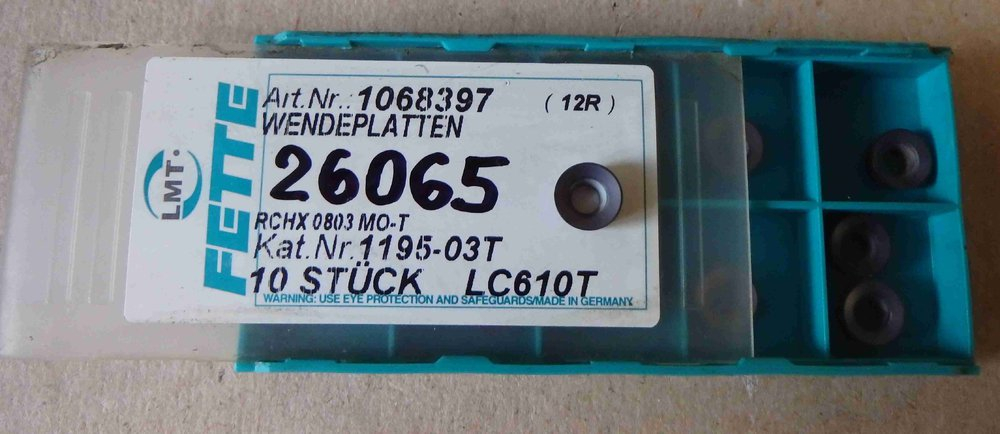 LMT.
FETTE
Art.Nr.: 1068397 (12R)
WENDEPLATTEN
26065
RCHX 0803 MO-T
Kat.Nr. 1195-03T
10 STÜCK LC610T
WARNING: USE EYE PROTECTION AND SAFEGUARDS/MADE IN GERMANY